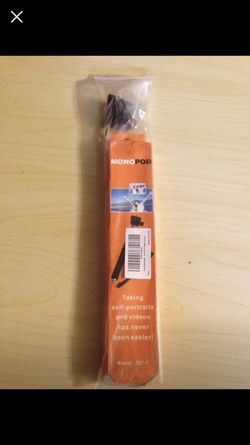 MONOPOD
Taking
self-portraits
and videos
has never
been easier!